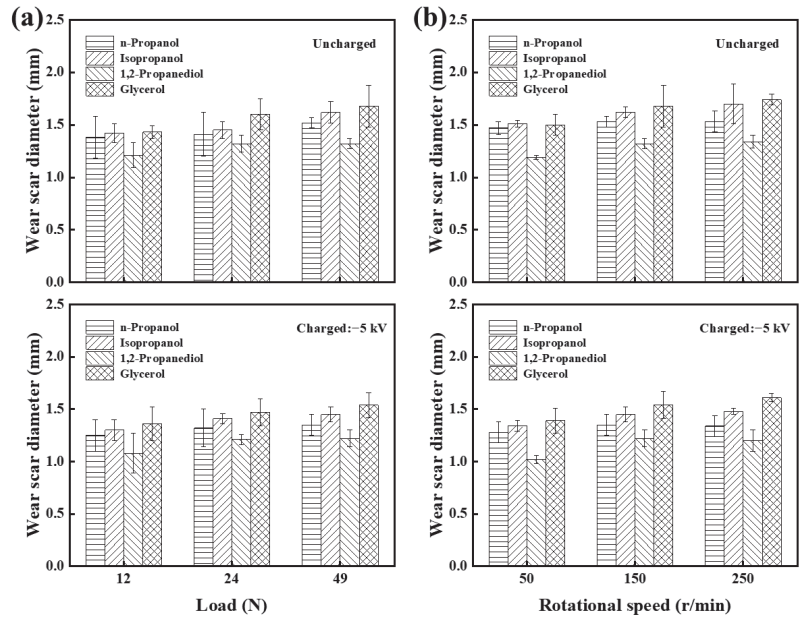 (a)
2.5
2.0
1.5
1.0
0.5
0.0
Wear scar diameter (mm)
n-Propanol
Isopropanol
1,2-Propanediol
Glycerol
Uncharged
2.5
2.0
1.5
1.0
0.5
0.0
Wear scar diameter (mm)
n-Propanol
Isopropanol
1,2-Propanediol
Glycerol
Charged:−5 kV
12 24 49
Load (N)
(b)
2.5
2.0
1.5
1.0
0.5
0.0
Wear scar diameter (mm)
n-Propanol
Isopropanol
1,2-Propanediol
Glycerol
Uncharged
2.5
2.0
1.5
1.0
0.5
0.0
Wear scar diameter (mm)
n-Propanol
Isopropanol
1,2-Propanediol
Glycerol
Charged:−5 kV
50 150 250
Rotational speed (r/min)